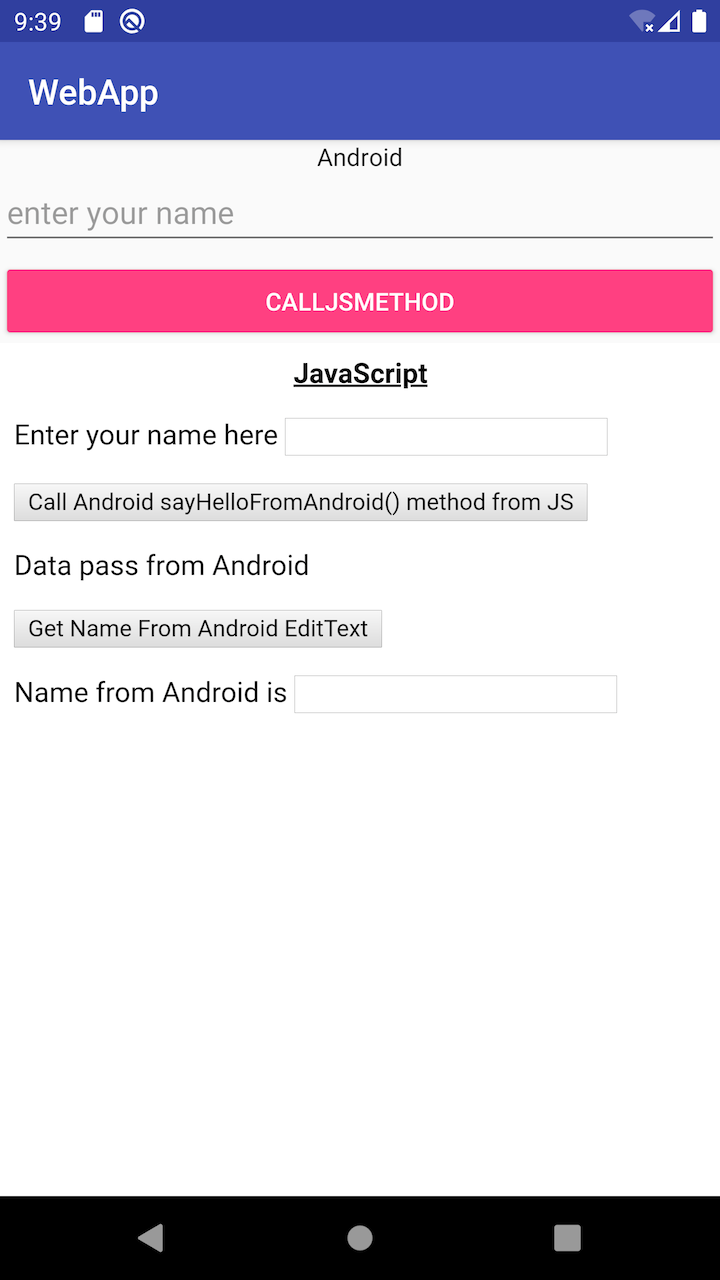 9:39
WebApp
Android
enter your name
CALLJSMETHOD
JavaScript
Enter your name here
Call Android sayHelloFromAndroid() method from JS
Data pass from Android
Get Name From Android EditText
Name from Android is